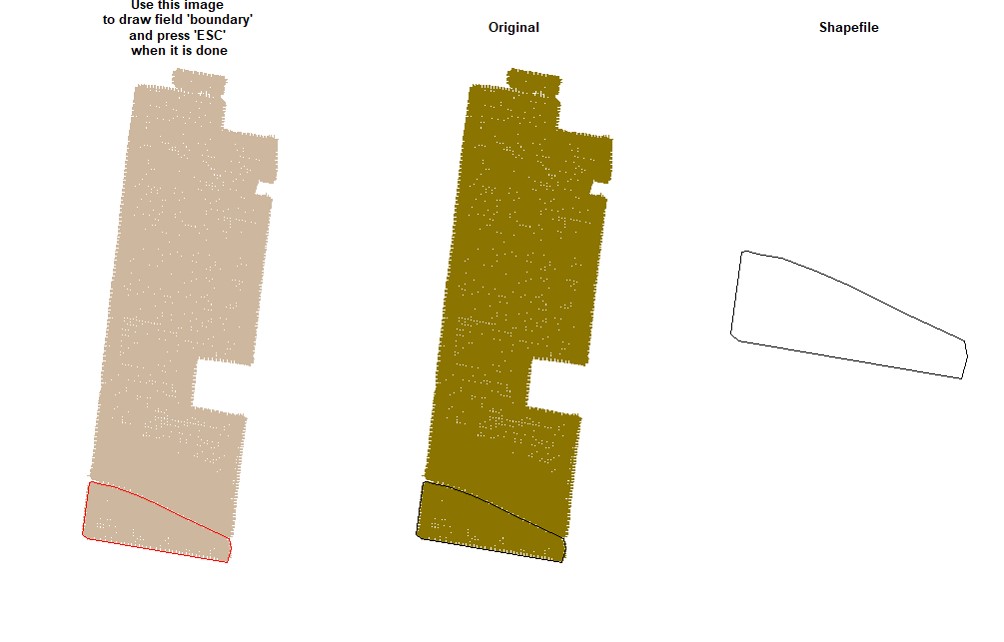 Use this image
to draw field 'boundary'
and press 'ESC'
when it is done
Original
Shapefile